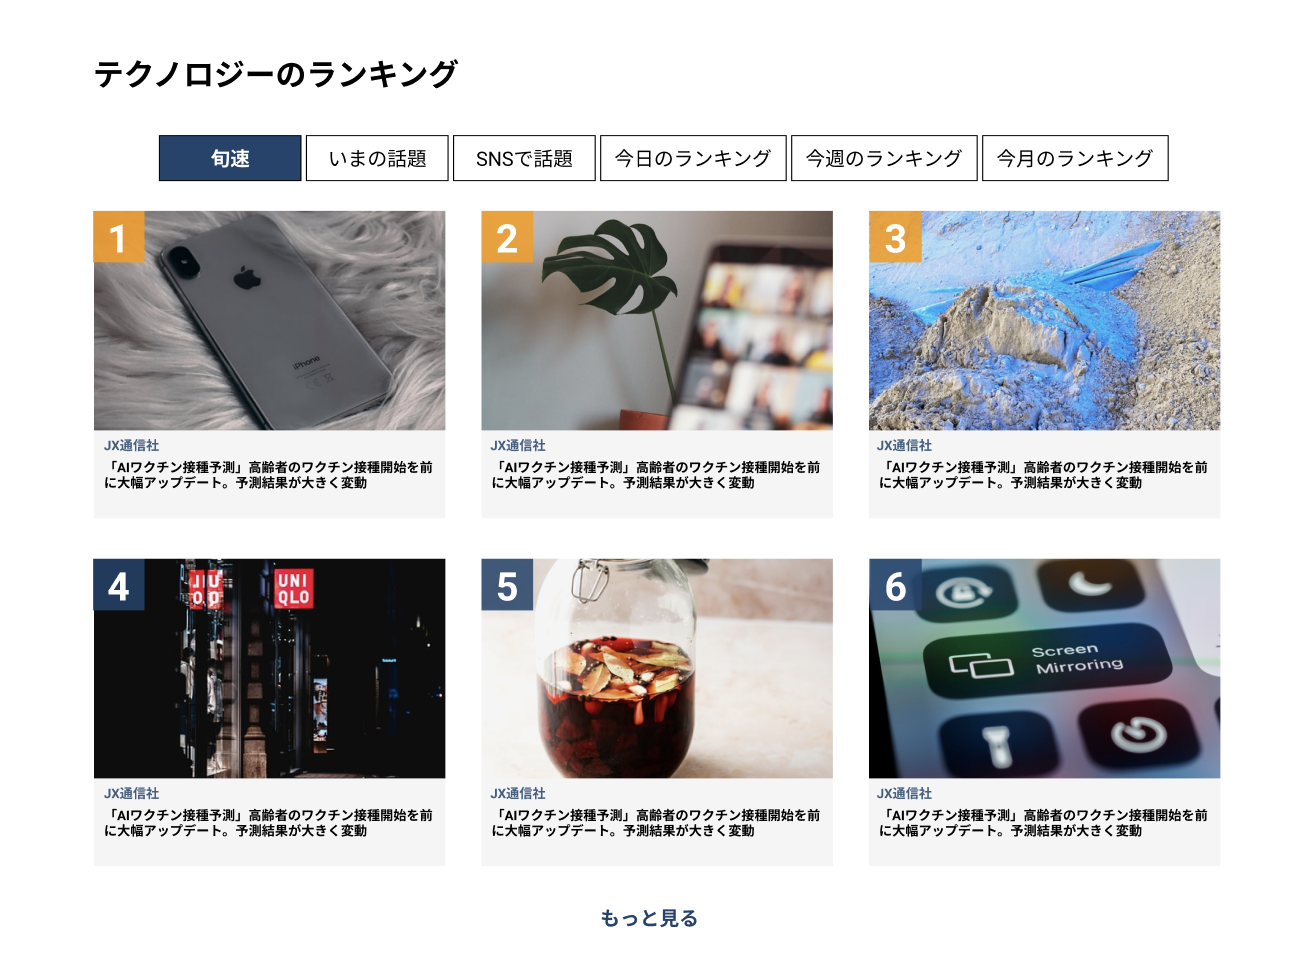 テクノロジーのランキング
旬速
いまの話題
SNSで話題
今日のランキング
今週のランキング
今月のランキング
1
iPhone
2
3
JX通信社
「AIワクチン接種予測」高齢者のワクチン接種開始を前
に大幅アップデート。予測結果が大きく変動
JX通信社
「AIワクチン接種予測」高齢者のワクチン接種開始を前
に大幅アップデート。予測結果が大きく変動
JX通信社
「AIワクチン接種予測」高齢者のワクチン接種開始を前
に大幅アップデート。予測結果が大きく変動
4
UNI
QLO
5
6
Screen
Mirroring
JX通信社
「AIワクチン接種予測」高齢者のワクチン接種開始を前
に大幅アップデート。予測結果が大きく変動
JX通信社
「AIワクチン接種予測」高齢者のワクチン接種開始を前
に大幅アップデート。予測結果が大きく変動
JX通信社
「AIワクチン接種予測」高齢者のワクチン接種開始を前
に大幅アップデート。予測結果が大きく変動
もっと見る